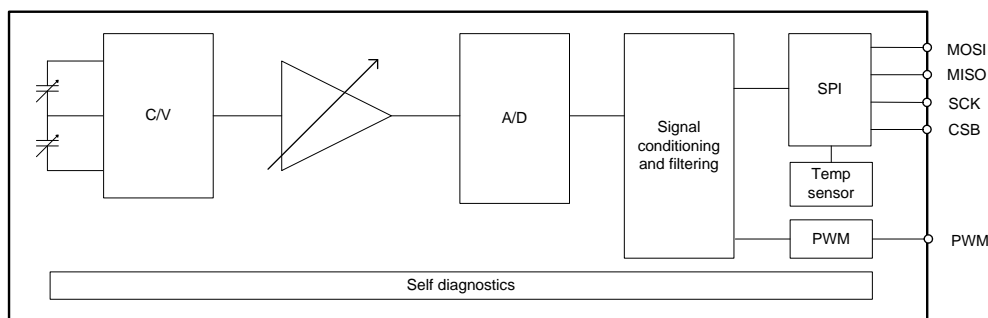 C/V
A/D
Signal
conditioning
and filtering
SPI
Temp
sensor
PWM
MOSI
MISO
SCK
CSB
PWM
Self diagnostics